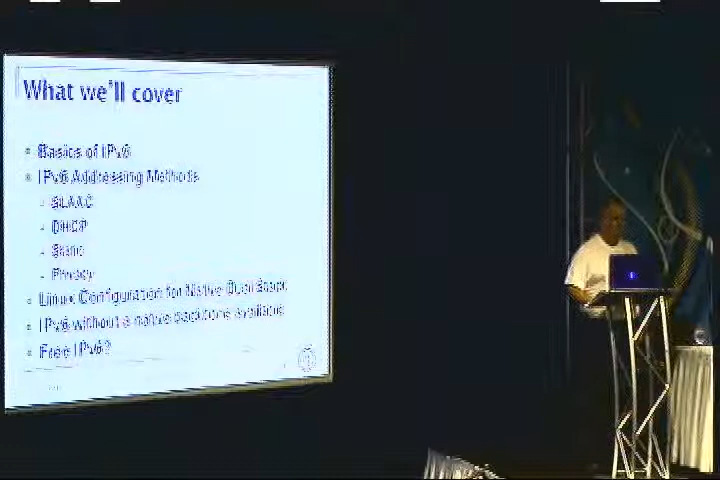 What we'll cover
Basics of IPv6
IPv6 Addressing Methods
SLAAC
DHCP
Static
Privacy
Linux Configuration for Native Dual Stack
IPv6 without a native backbone available
Free IPv6?